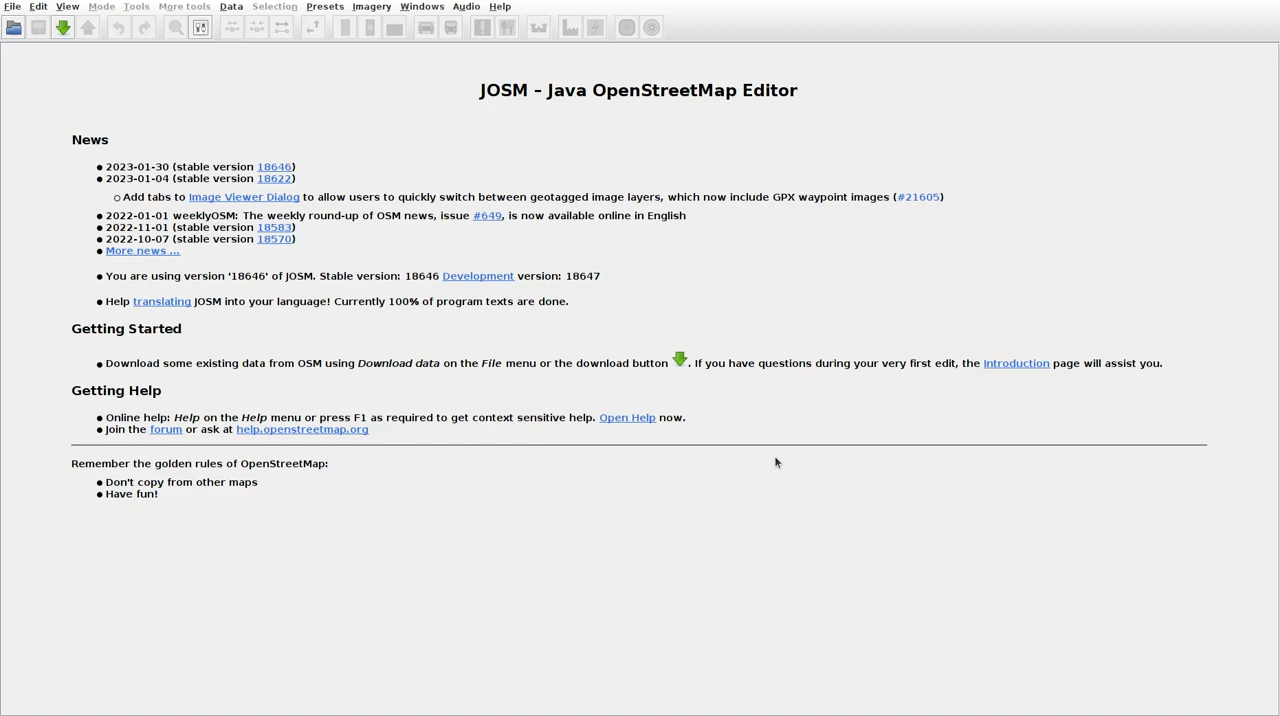 File Edit View Mode Tools More tools Data Selection Presets Imagery Windows Audio Help
JOSM – Java OpenStreetMap Editor
News
2023-01-30 (stable version 18646)
2023-01-04 (stable version 18622)
Add tabs to Image Viewer Dialog to allow users to quickly switch between geotagged image layers, which now include GPX waypoint images (#21605)
2022-01-01 weeklyOSM: The weekly round-up of OSM news, issue #649, is now available online in English
2022-11-01 (stable version 18583)
2022-10-07 (stable version 18570)
More news ...
You are using version '18646' of JOSM. Stable version: 18646 Development version: 18647
Help translating JOSM into your language! Currently 100% of program texts are done.
Getting Started
Download some existing data from OSM using Download data on the File menu or the download button . If you have questions during your very first edit, the Introduction page will assist you.
Getting Help
Online help: Help on the Help menu or press F1 as required to get context sensitive help. Open Help now.
Join the forum or ask at help.openstreetmap.org
Remember the golden rules of OpenStreetMap:
Don't copy from other maps
Have fun!